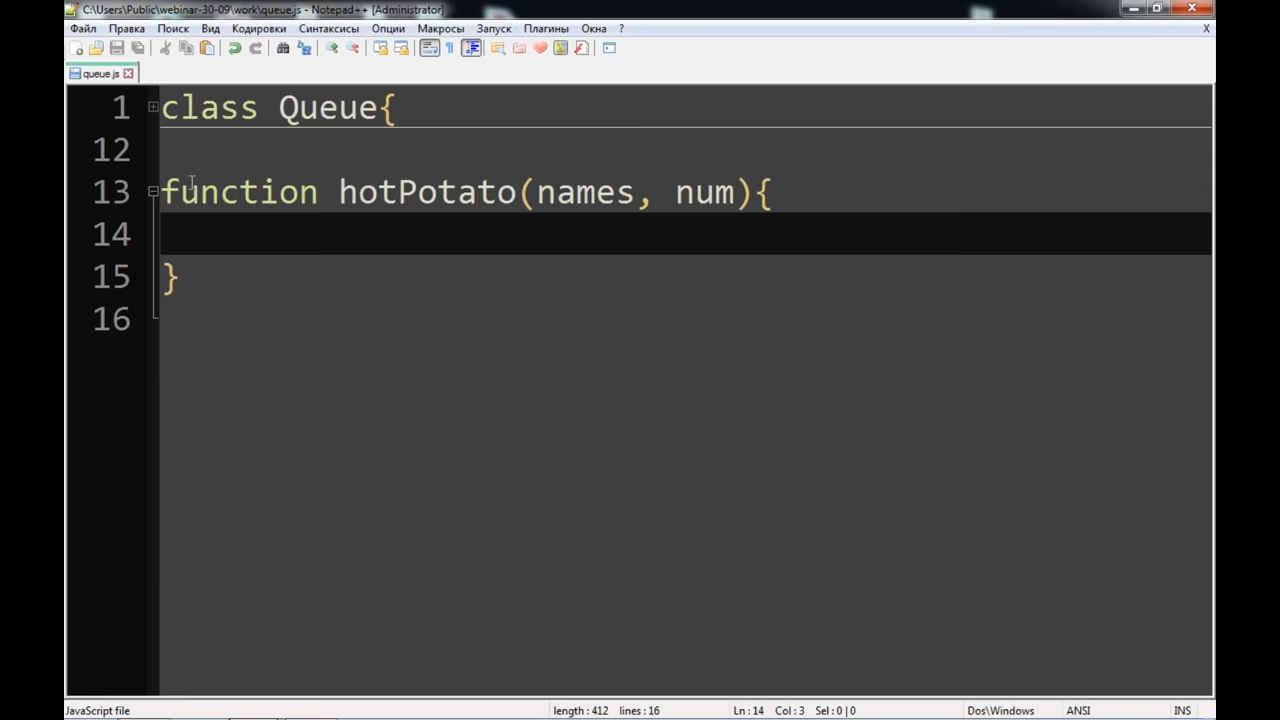 C:\Users\Public\webinar-30-09\work\queue.js - Notepad++ [Administrator]
Файл Правка Поиск Вид Кодировки Синтаксисы Опции Макросы Запуск Плагины Окна ? X
queue.js
1 class Queue{
12
13 function hotPotato(names, num){
14
15 }
16
JavaScript file length : 412 lines : 16 Ln : 14 Col : 3 Sel : 0 | 0 Dos\Windows ANSI INS